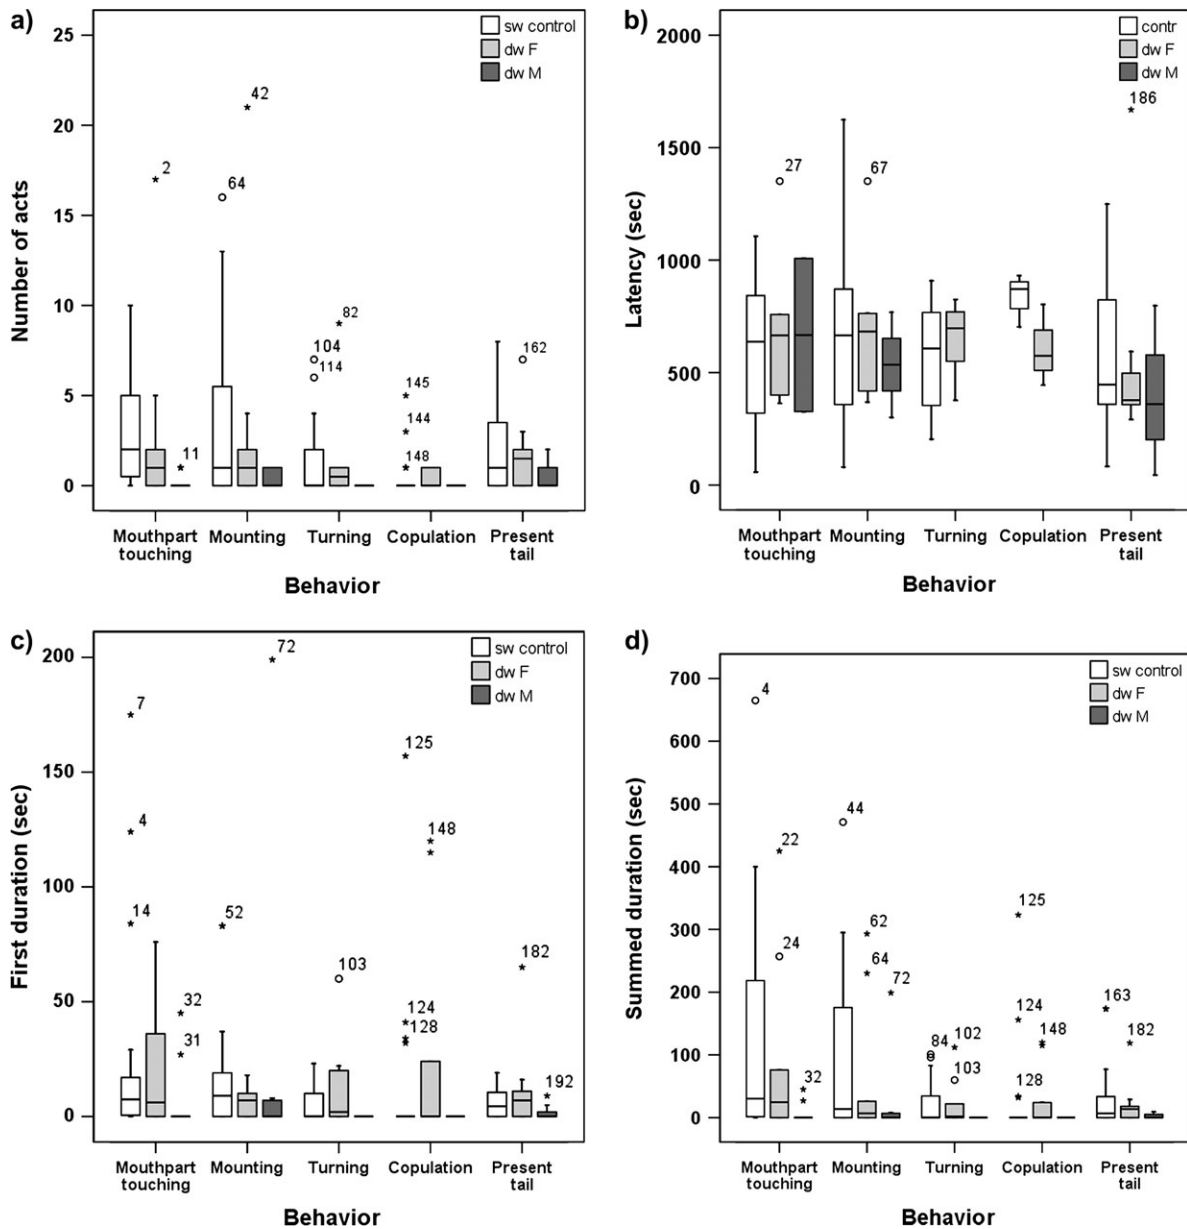 a)
sw control
dw F
dw M
25
20
15
10
5
0
Number of acts
2
11
64
42
104
114
82
145
144
148
162
Mouthpart touching
Mounting
Turning
Copulation
Present tail
Behavior
b)
contr
dw F
dw M
2000
1500
1000
500
0
Latency (sec)
27
67
186
Mouthpart touching
Mounting
Turning
Copulation
Present tail
Behavior
c)
sw control
dw F
dw M
200
150
100
50
0
First duration (sec)
7
4
14
32
31
52
72
103
125
124
128
148
182
192
Mouthpart touching
Mounting
Turning
Copulation
Present tail
Behavior
d)
sw control
dw F
dw M
700
600
500
400
300
200
100
0
Summed duration (sec)
4
22
24
32
44
62
64
72
84
102
103
125
124
128
148
163
182
Mouthpart touching
Mounting
Turning
Copulation
Present tail
Behavior